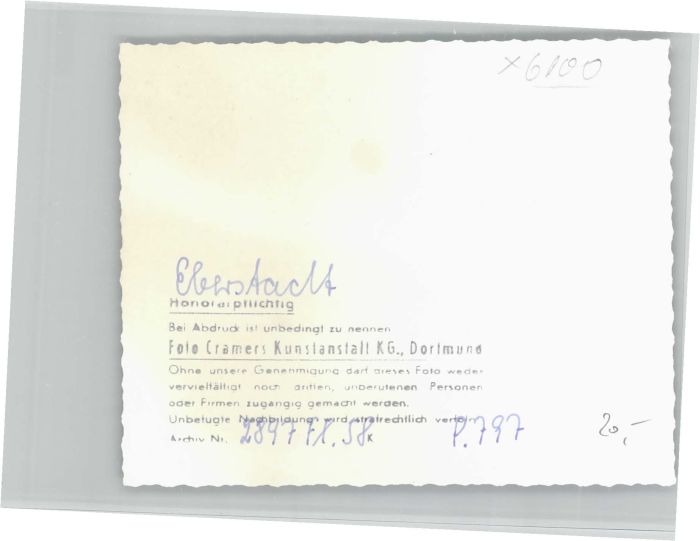 x6100
Eberstadt
Honorarpflichtig
Bei Abdruck ist unbedingt zu nennen
Foto Cramers Kunstanstalt KG., Dortmund
Ohne unsere Genehmigung darf dieses Foto weder
vervielfältigt noch dritten, unberufenen Personen
oder Firmen zugängig gemacht werden.
Unbefugte Nachbildung wird strafrechtlich verfolgt
Archiv Nr. 2897 58 K P.797
20,-